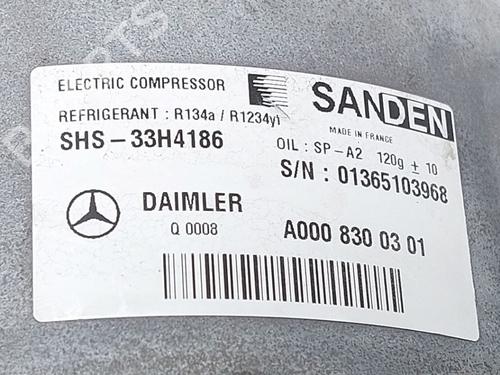 ELECTRIC COMPRESSOR
SANDEN
REFRIGERANT : R134a / R1234yf
MADE IN FRANCE
SHS-33H4186
OIL : SP-A2 120g ± 10
S/N : 01365103968
DAIMLER
Q 0008
A000 830 03 01